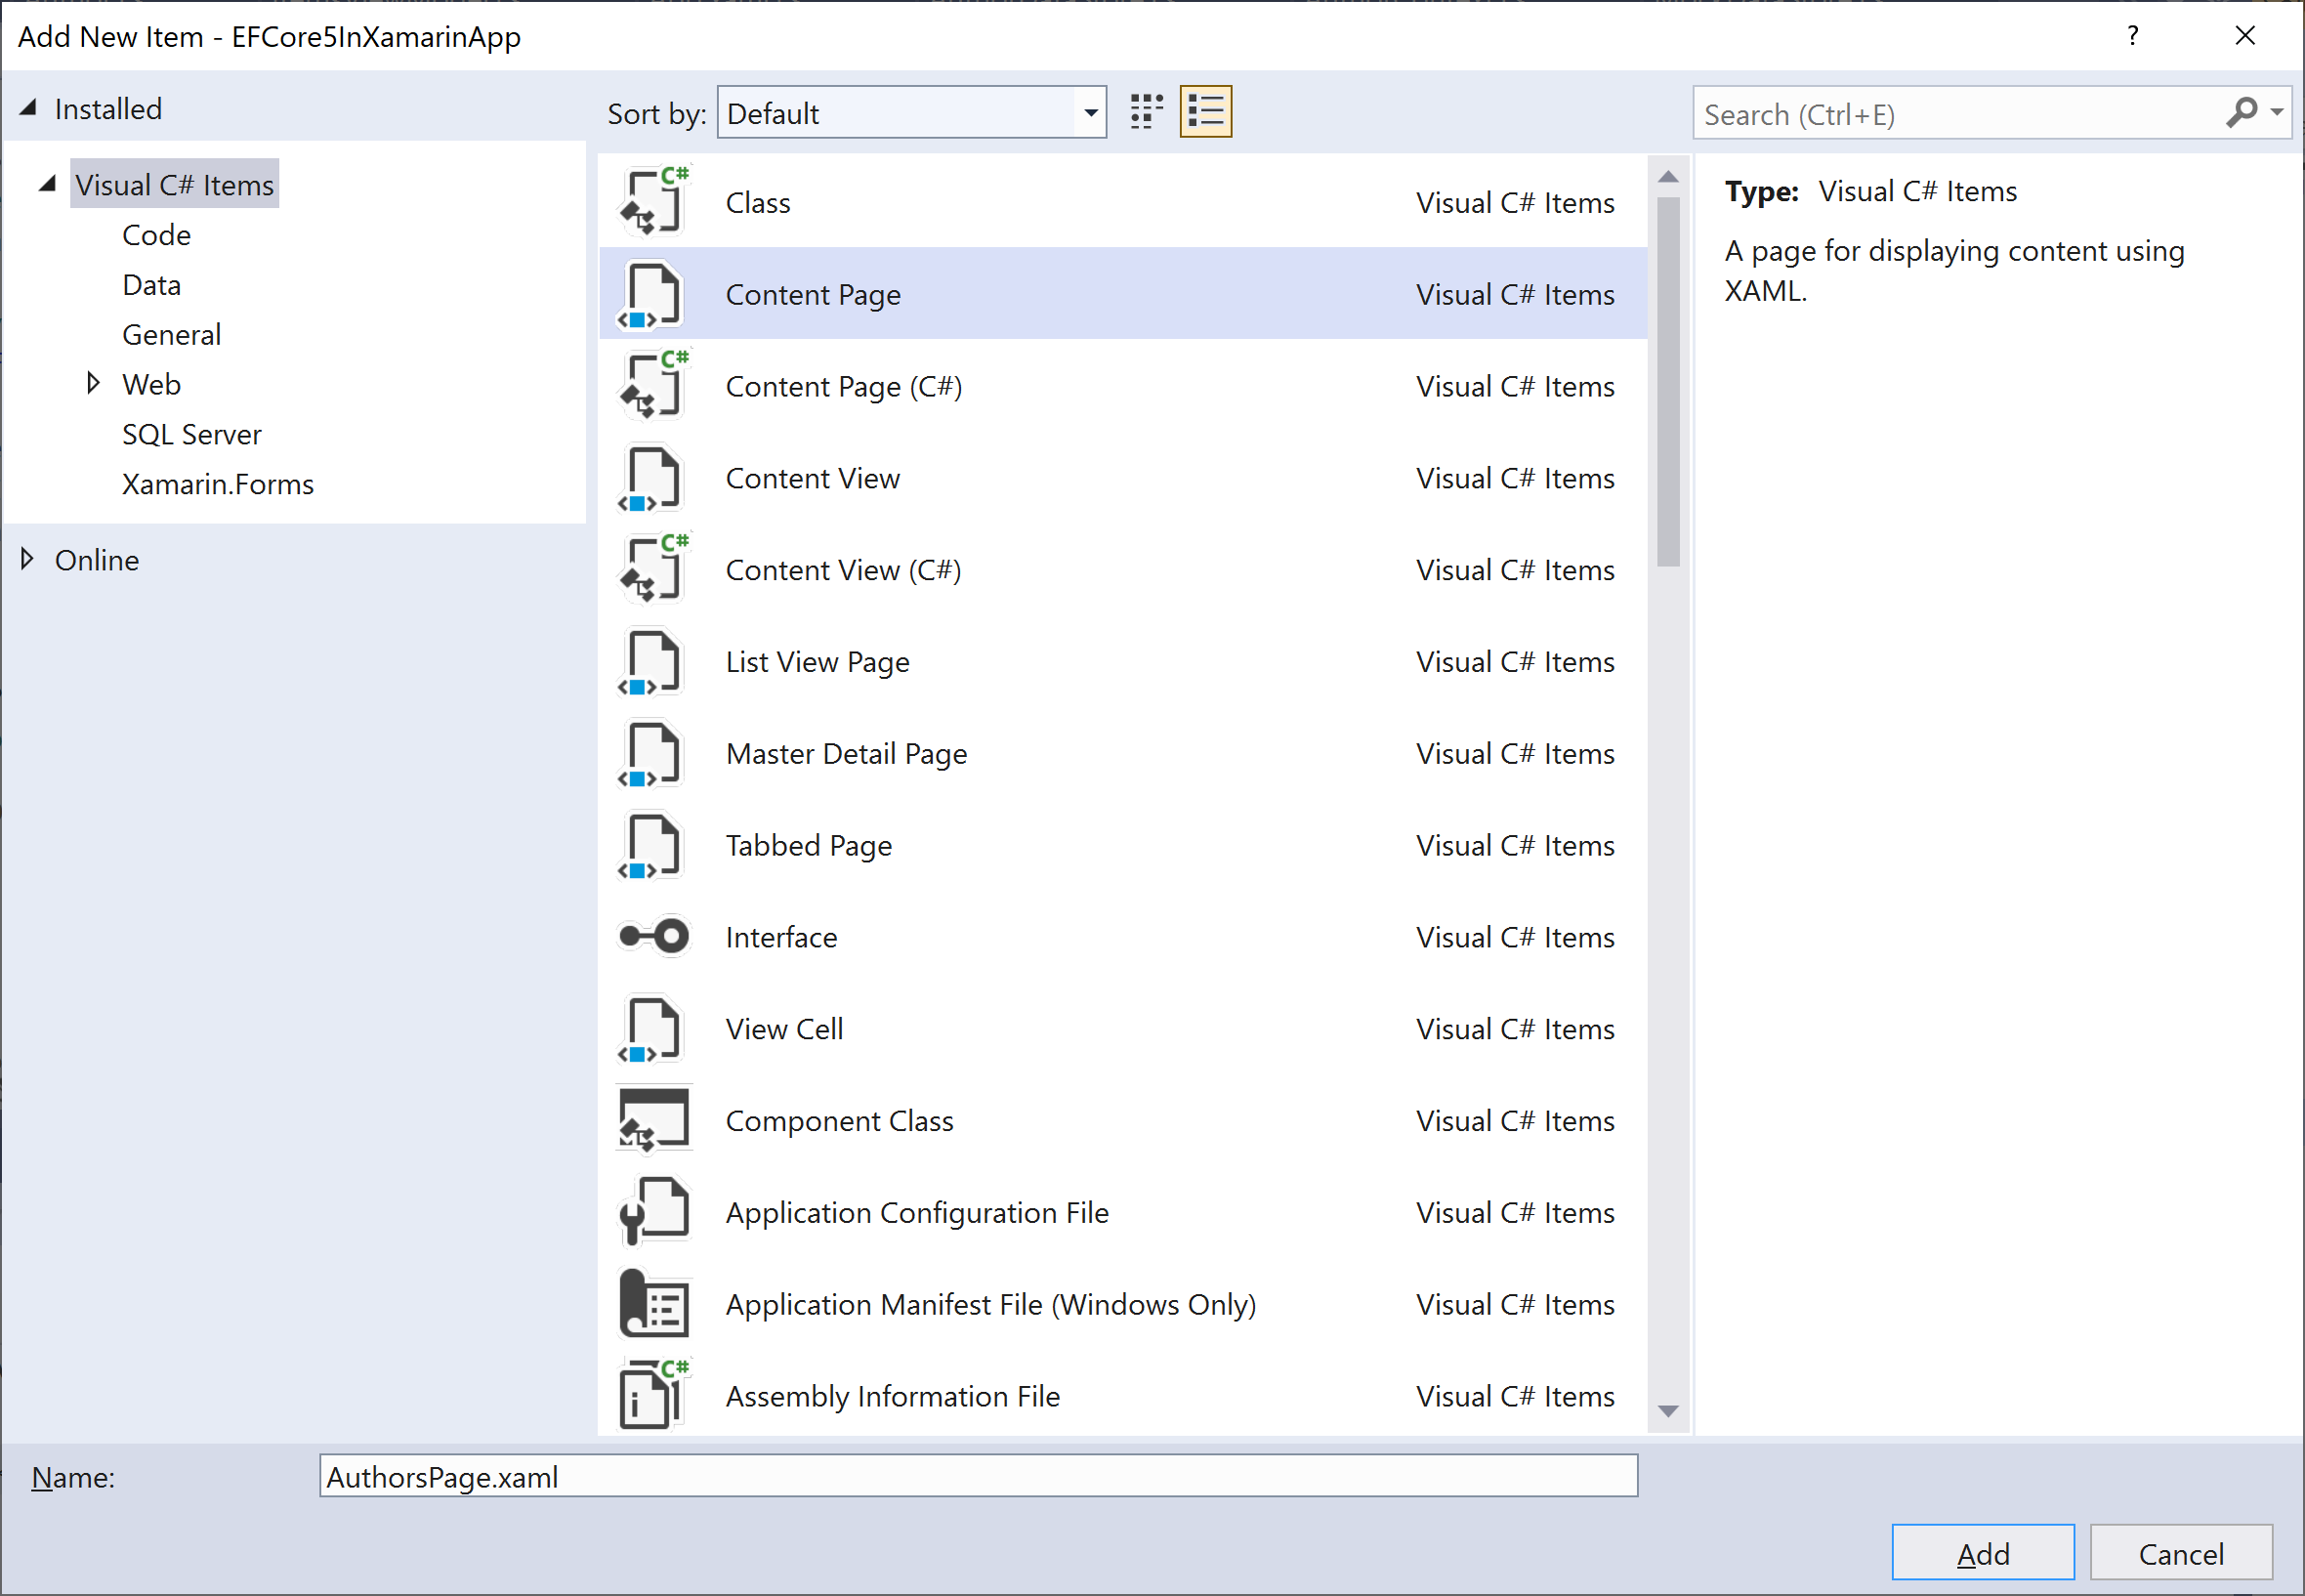 Add New Item - EFCore5InXamarinApp
?
Installed
Sort by: Default
Search (Ctrl+E)
Visual C# Items
Code
Data
General
Web
SQL Server
Xamarin.Forms
Online
C# Class Visual C# Items
Content Page Visual C# Items
C# Content Page (C#) Visual C# Items
Content View Visual C# Items
C# Content View (C#) Visual C# Items
List View Page Visual C# Items
Master Detail Page Visual C# Items
Tabbed Page Visual C# Items
Interface Visual C# Items
View Cell Visual C# Items
Component Class Visual C# Items
Application Configuration File Visual C# Items
Application Manifest File (Windows Only) Visual C# Items
C# Assembly Information File Visual C# Items
Type: Visual C# Items
A page for displaying content using
XAML.
Name: AuthorsPage.xaml
Add Cancel